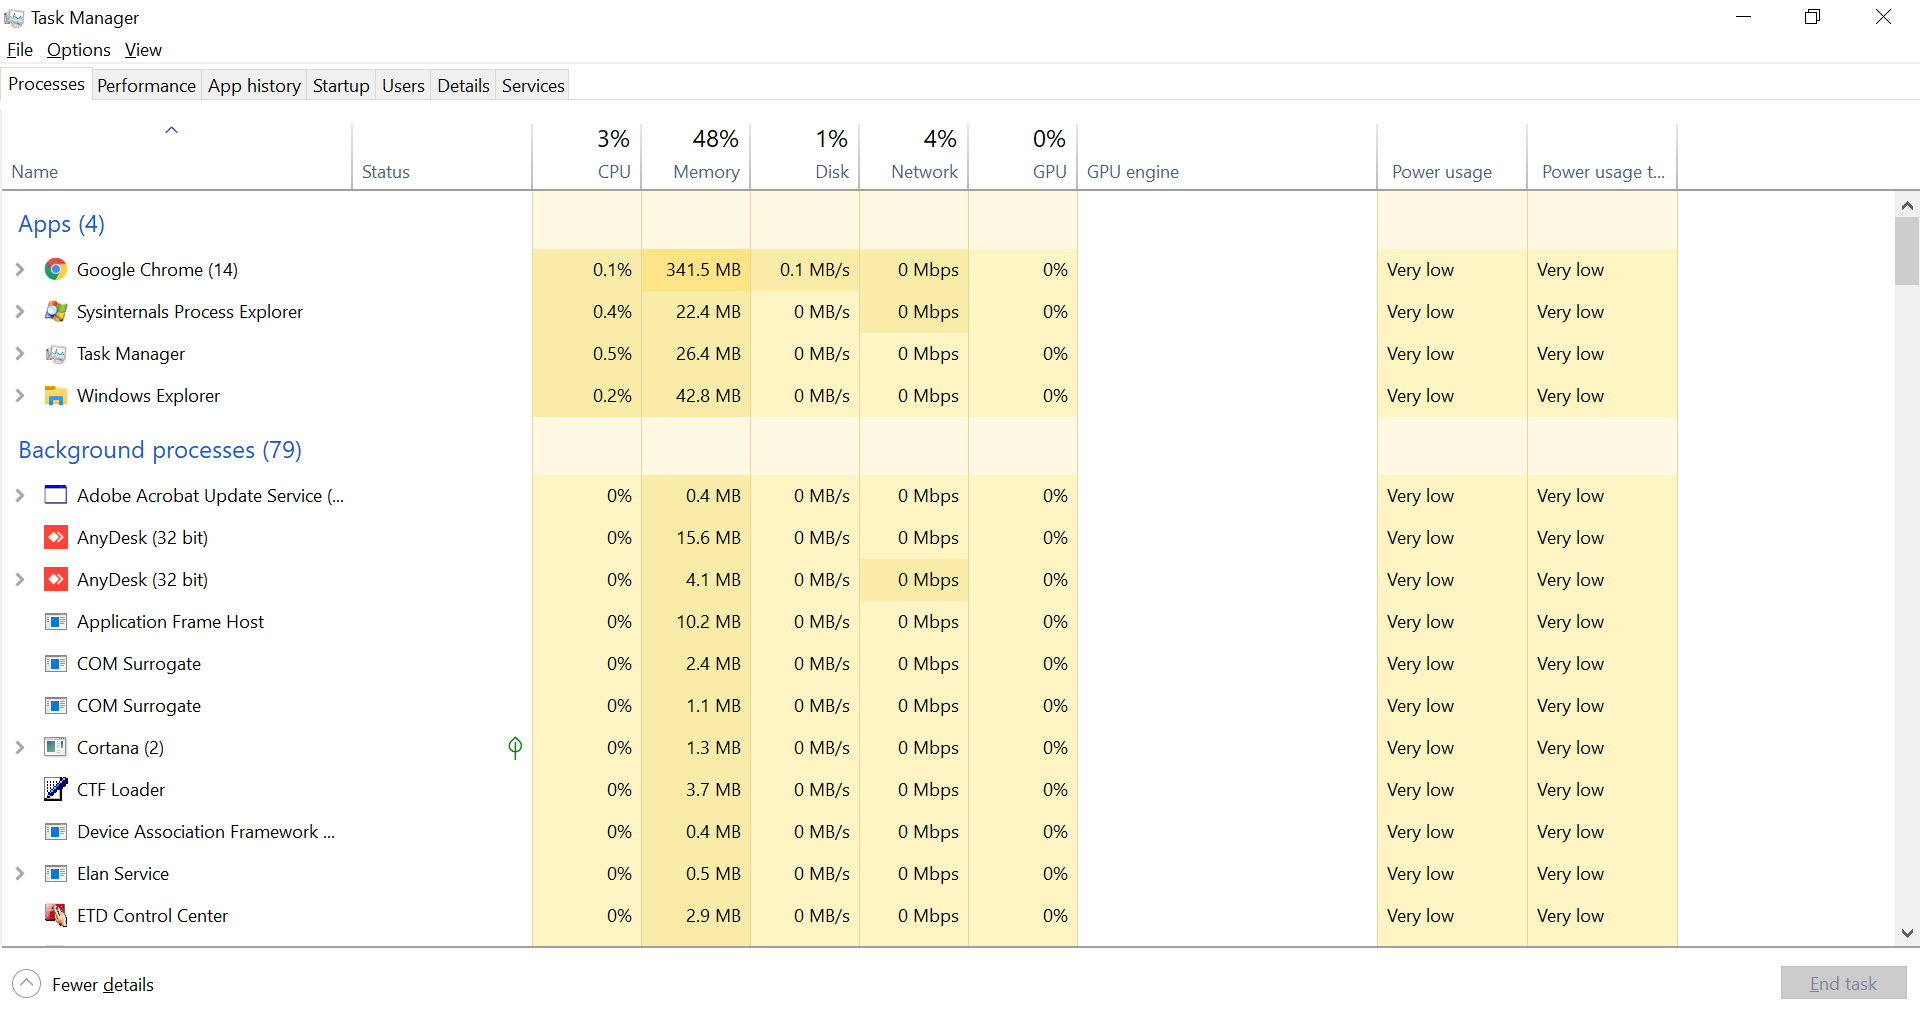 Task Manager
File Options View
Processes Performance App history Startup Users Details Services
3% 48% 1% 4% 0%
Name Status CPU Memory Disk Network GPU GPU engine Power usage Power usage t...
Apps (4)
Google Chrome (14) 0.1% 341.5 MB 0.1 MB/s 0 Mbps 0% Very low Very low
Sysinternals Process Explorer 0.4% 22.4 MB 0 MB/s 0 Mbps 0% Very low Very low
Task Manager 0.5% 26.4 MB 0 MB/s 0 Mbps 0% Very low Very low
Windows Explorer 0.2% 42.8 MB 0 MB/s 0 Mbps 0% Very low Very low
Background processes (79)
Adobe Acrobat Update Service (... 0% 0.4 MB 0 MB/s 0 Mbps 0% Very low Very low
AnyDesk (32 bit) 0% 15.6 MB 0 MB/s 0 Mbps 0% Very low Very low
AnyDesk (32 bit) 0% 4.1 MB 0 MB/s 0 Mbps 0% Very low Very low
Application Frame Host 0% 10.2 MB 0 MB/s 0 Mbps 0% Very low Very low
COM Surrogate 0% 2.4 MB 0 MB/s 0 Mbps 0% Very low Very low
COM Surrogate 0% 1.1 MB 0 MB/s 0 Mbps 0% Very low Very low
Cortana (2) 0% 1.3 MB 0 MB/s 0 Mbps 0% Very low Very low
CTF Loader 0% 3.7 MB 0 MB/s 0 Mbps 0% Very low Very low
Device Association Framework ... 0% 0.4 MB 0 MB/s 0 Mbps 0% Very low Very low
Elan Service 0% 0.5 MB 0 MB/s 0 Mbps 0% Very low Very low
ETD Control Center 0% 2.9 MB 0 MB/s 0 Mbps 0% Very low Very low
Fewer details End task